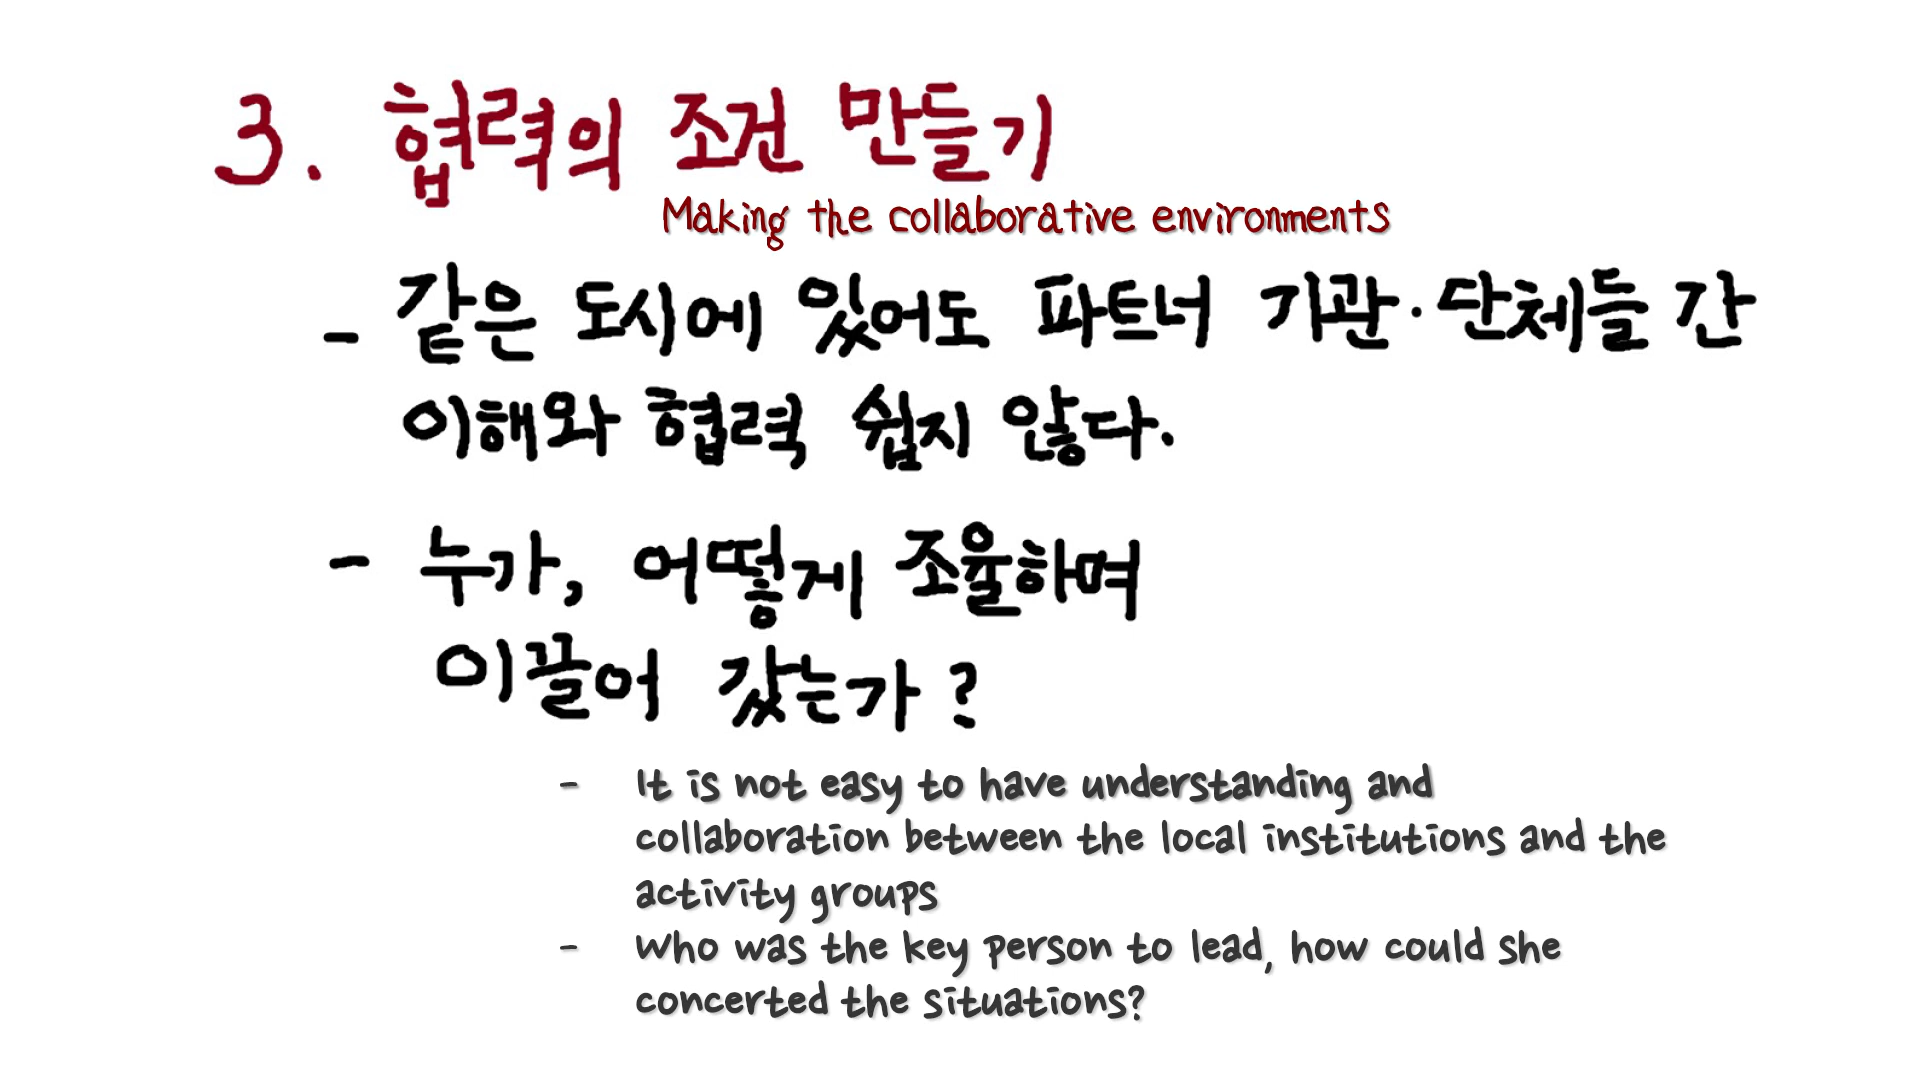 3. 협력의 조건 만들기
Making the collaborative environments
- 같은 도시에 있어도 파트너 기관·단체들 간
이해와 협력 쉽지 않다.
- 누가, 어떻게 조율하며
이끌어 갔는가?
- It is not easy to have understanding and
collaboration between the local institutions and the
activity groups
- Who was the key person to lead, how could she
concerted the situations?